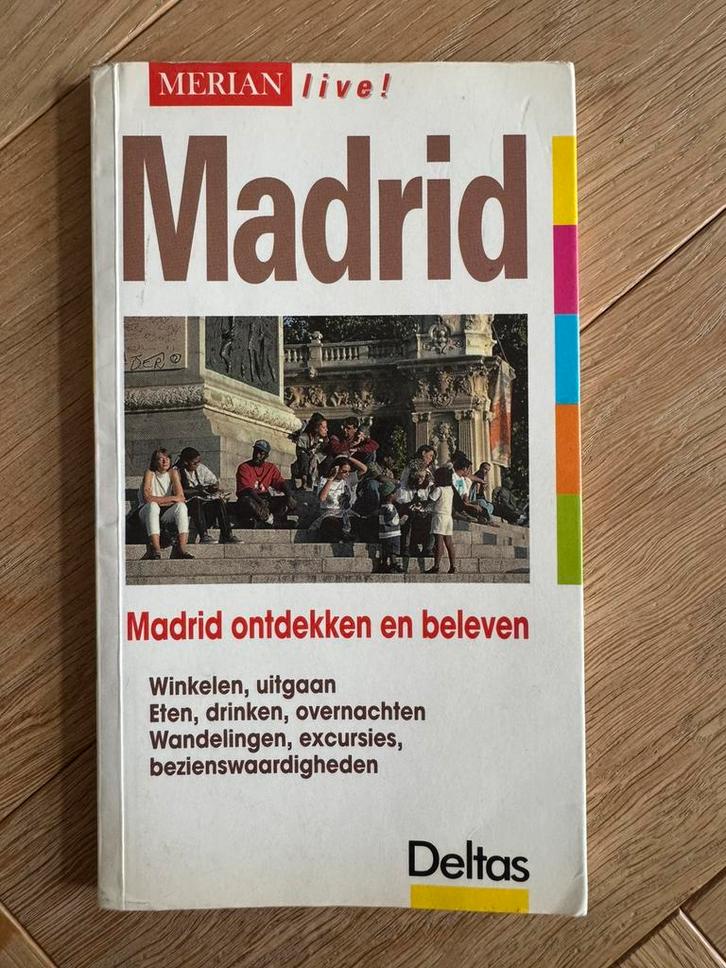 MERIAN live!
Madrid
Madrid ontdekken en beleven
Winkelen, uitgaan
Eten, drinken, overnachten
Wandelingen, excursies,
bezienswaardigheden
Deltas